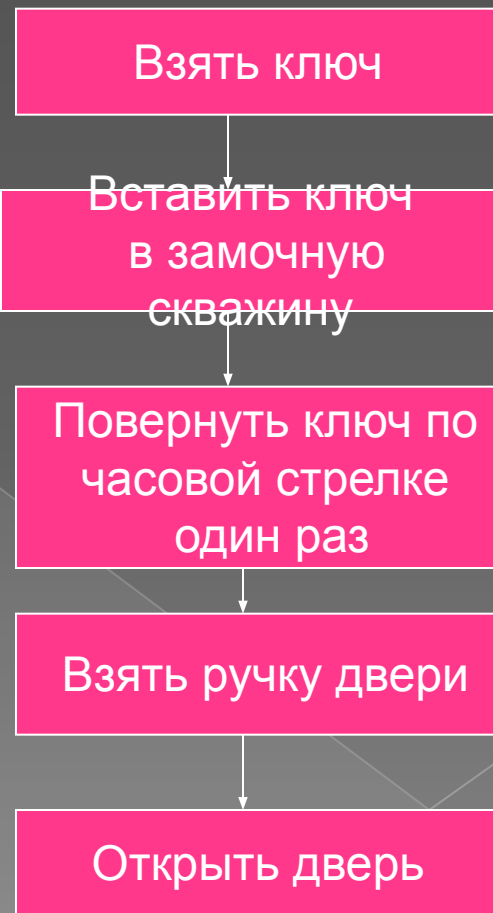 Взять ключ
Вставить ключ
в замочную
скважину
Повернуть ключ по
часовой стрелке
один раз
Взять ручку двери
Открыть дверь